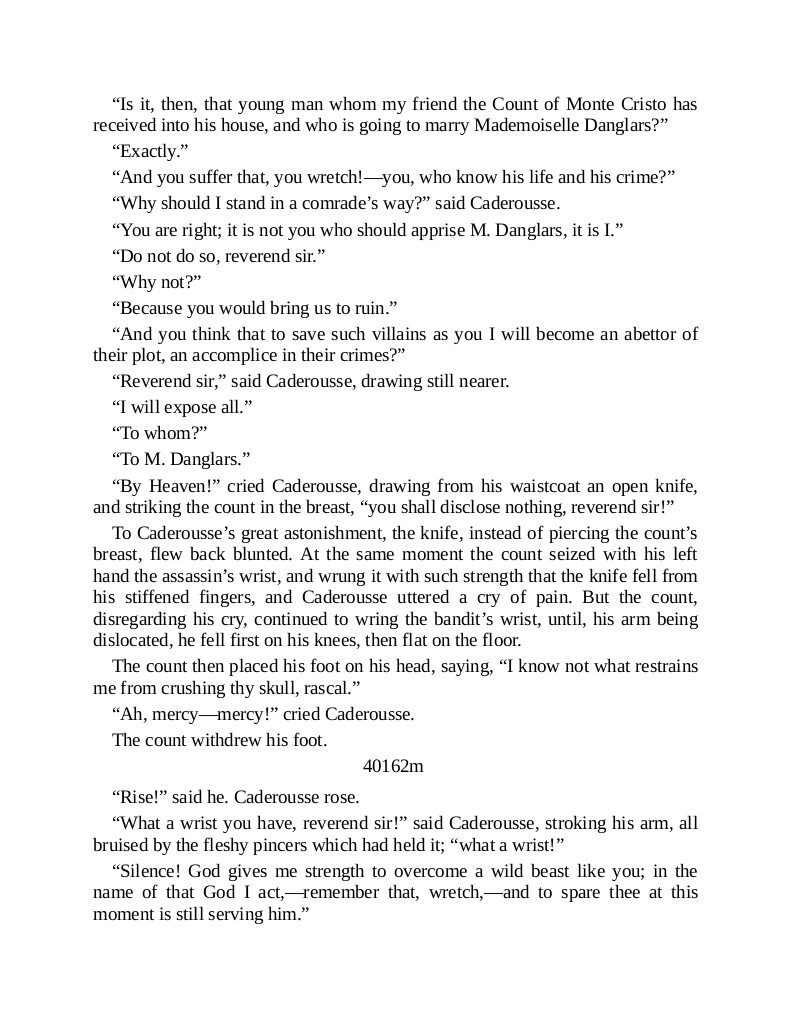 “Is it, then, that young man whom my friend the Count of Monte Cristo has
received into his house, and who is going to marry Mademoiselle Danglars?”
“Exactly.”
“And you suffer that, you wretch!—you, who know his life and his crime?”
“Why should I stand in a comrade’s way?” said Caderousse.
“You are right; it is not you who should apprise M. Danglars, it is I.”
“Do not do so, reverend sir.”
“Why not?”
“Because you would bring us to ruin.”
“And you think that to save such villains as you I will become an abettor of
their plot, an accomplice in their crimes?”
“Reverend sir,” said Caderousse, drawing still nearer.
“I will expose all.”
“To whom?”
“To M. Danglars.”
“By Heaven!” cried Caderousse, drawing from his waistcoat an open knife,
and striking the count in the breast, “you shall disclose nothing, reverend sir!”
To Caderousse’s great astonishment, the knife, instead of piercing the count’s
breast, flew back blunted. At the same moment the count seized with his left
hand the assassin’s wrist, and wrung it with such strength that the knife fell from
his stiffened fingers, and Caderousse uttered a cry of pain. But the count,
disregarding his cry, continued to wring the bandit’s wrist, until, his arm being
dislocated, he fell first on his knees, then flat on the floor.
The count then placed his foot on his head, saying, “I know not what restrains
me from crushing thy skull, rascal.”
“Ah, mercy—mercy!” cried Caderousse.
The count withdrew his foot.
40162m
“Rise!” said he. Caderousse rose.
“What a wrist you have, reverend sir!” said Caderousse, stroking his arm, all
bruised by the fleshy pincers which had held it; “what a wrist!”
“Silence! God gives me strength to overcome a wild beast like you; in the
name of that God I act,—remember that, wretch,—and to spare thee at this
moment is still serving him.”